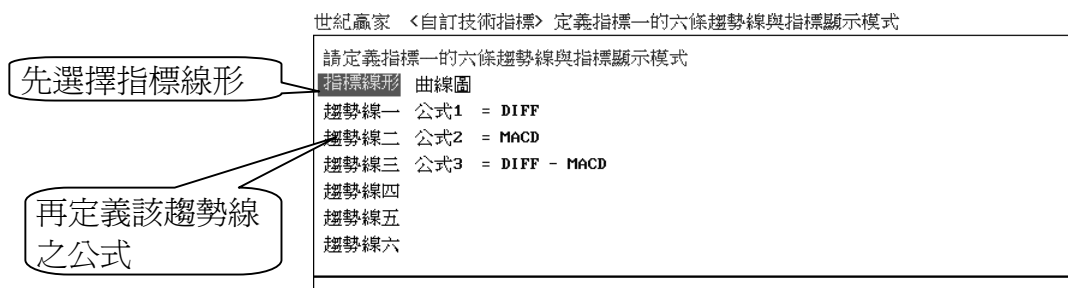 世紀贏家 <自訂技術指標> 定義指標一的六條趨勢線與指標顯示模式
請定義指標一的六條趨勢線與指標顯示模式
先選擇指標線形
指標線形 曲線圖
趨勢線一 公式1 = DIFF
趨勢線二 公式2 = MACD
趨勢線三 公式3 = DIFF - MACD
趨勢線四
趨勢線五
趨勢線六
再定義該趨勢線
之公式